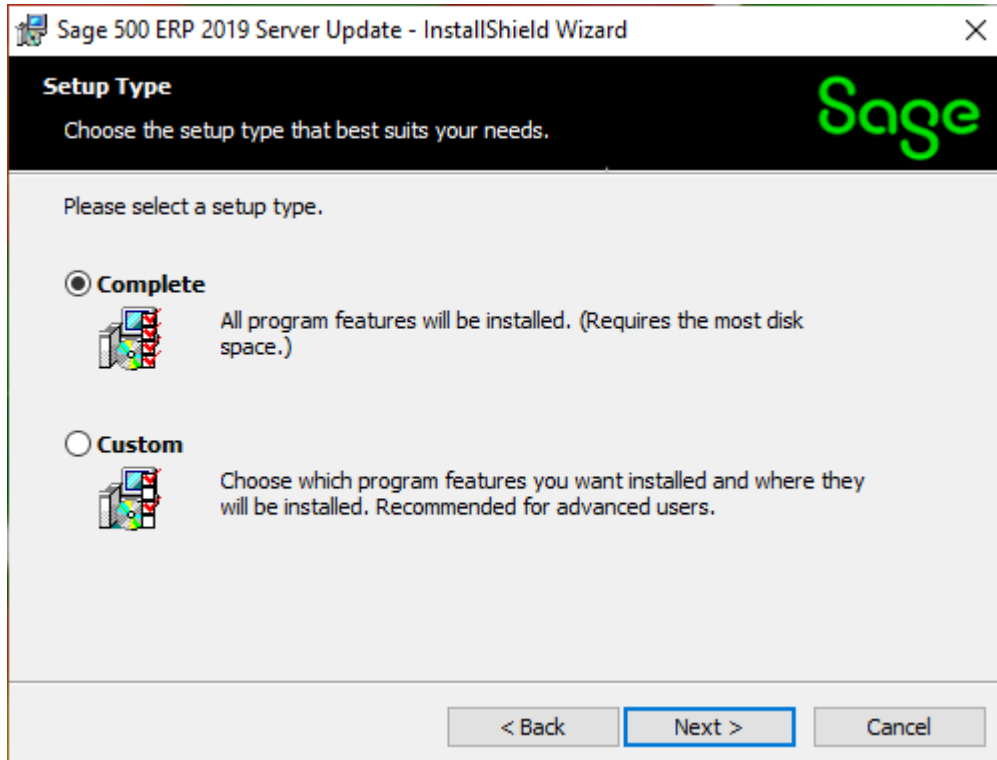 Sage 500 ERP 2019 Server Update - InstallShield Wizard
Setup Type
Choose the setup type that best suits your needs.
Sage
Please select a setup type.
Complete
All program features will be installed. (Requires the most disk
space.)
Custom
Choose which program features you want installed and where they
will be installed. Recommended for advanced users.
< Back
Next >
Cancel